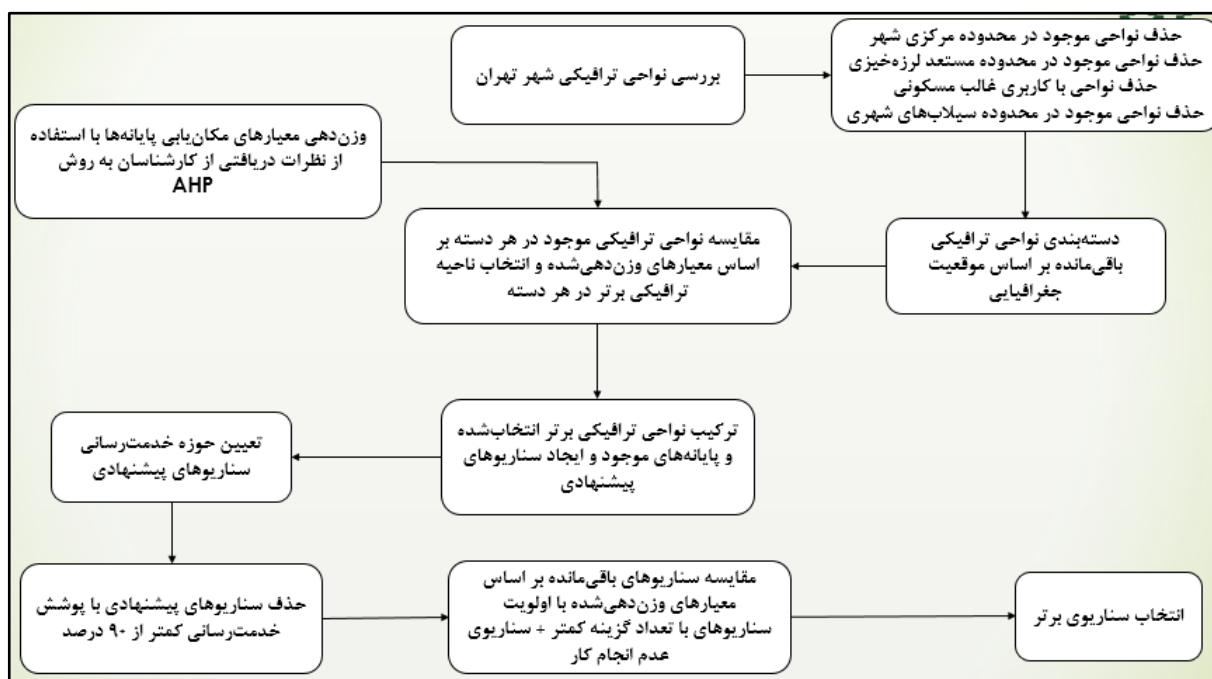 بررسی نواحی ترافیکی شهر تهران
حذف نواحی موجود در محدوده مرکزی شهر
حذف نواحی موجود در محدوده مستعد لرزه‌خیزی
حذف نواحی با کاربری غالب مسکونی
حذف نواحی موجود در محدوده سیلاب‌های شهری
دسته‌بندی نواحی ترافیکی
باقی‌مانده بر اساس موقعیت
جغرافیایی
وزن‌دهی معیارهای مکان‌یابی پایانه‌ها با استفاده
از نظرات دریافتی از کارشناسان به روش
AHP
مقایسه نواحی ترافیکی موجود در هر دسته بر
اساس معیارهای وزن‌دهی‌شده و انتخاب ناحیه
ترافیکی برتر در هر دسته
ترکیب نواحی ترافیکی برتر انتخاب‌شده
و پایانه‌های موجود و ایجاد سناریوهای
پیشنهادی
تعیین حوزه خدمت‌رسانی
سناریوهای پیشنهادی
حذف سناریوهای پیشنهادی با پوشش
خدمت‌رسانی کمتر از ۹۰ درصد
مقایسه سناریوهای باقی‌مانده بر اساس
معیارهای وزن‌دهی‌شده با اولویت
سناریوهای با تعداد گزینه کمتر + سناریوی
عدم انجام کار
انتخاب سناریوی برتر